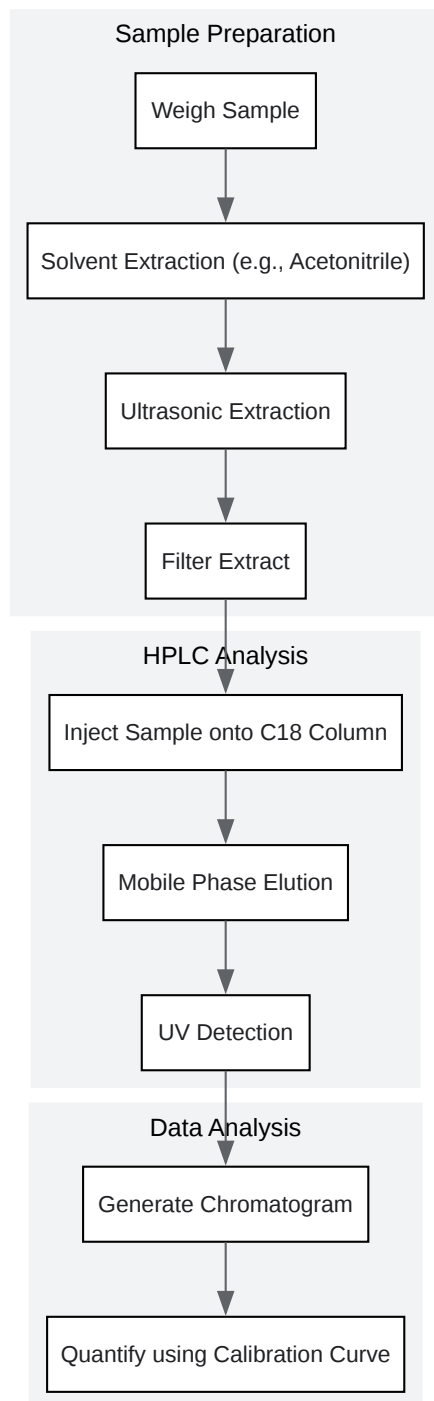 Sample Preparation
Weigh Sample
Solvent Extraction (e.g., Acetonitrile)
Ultrasonic Extraction
Filter Extract
HPLC Analysis
Inject Sample onto C18 Column
Mobile Phase Elution
UV Detection
Data Analysis
Generate Chromatogram
Quantify using Calibration Curve